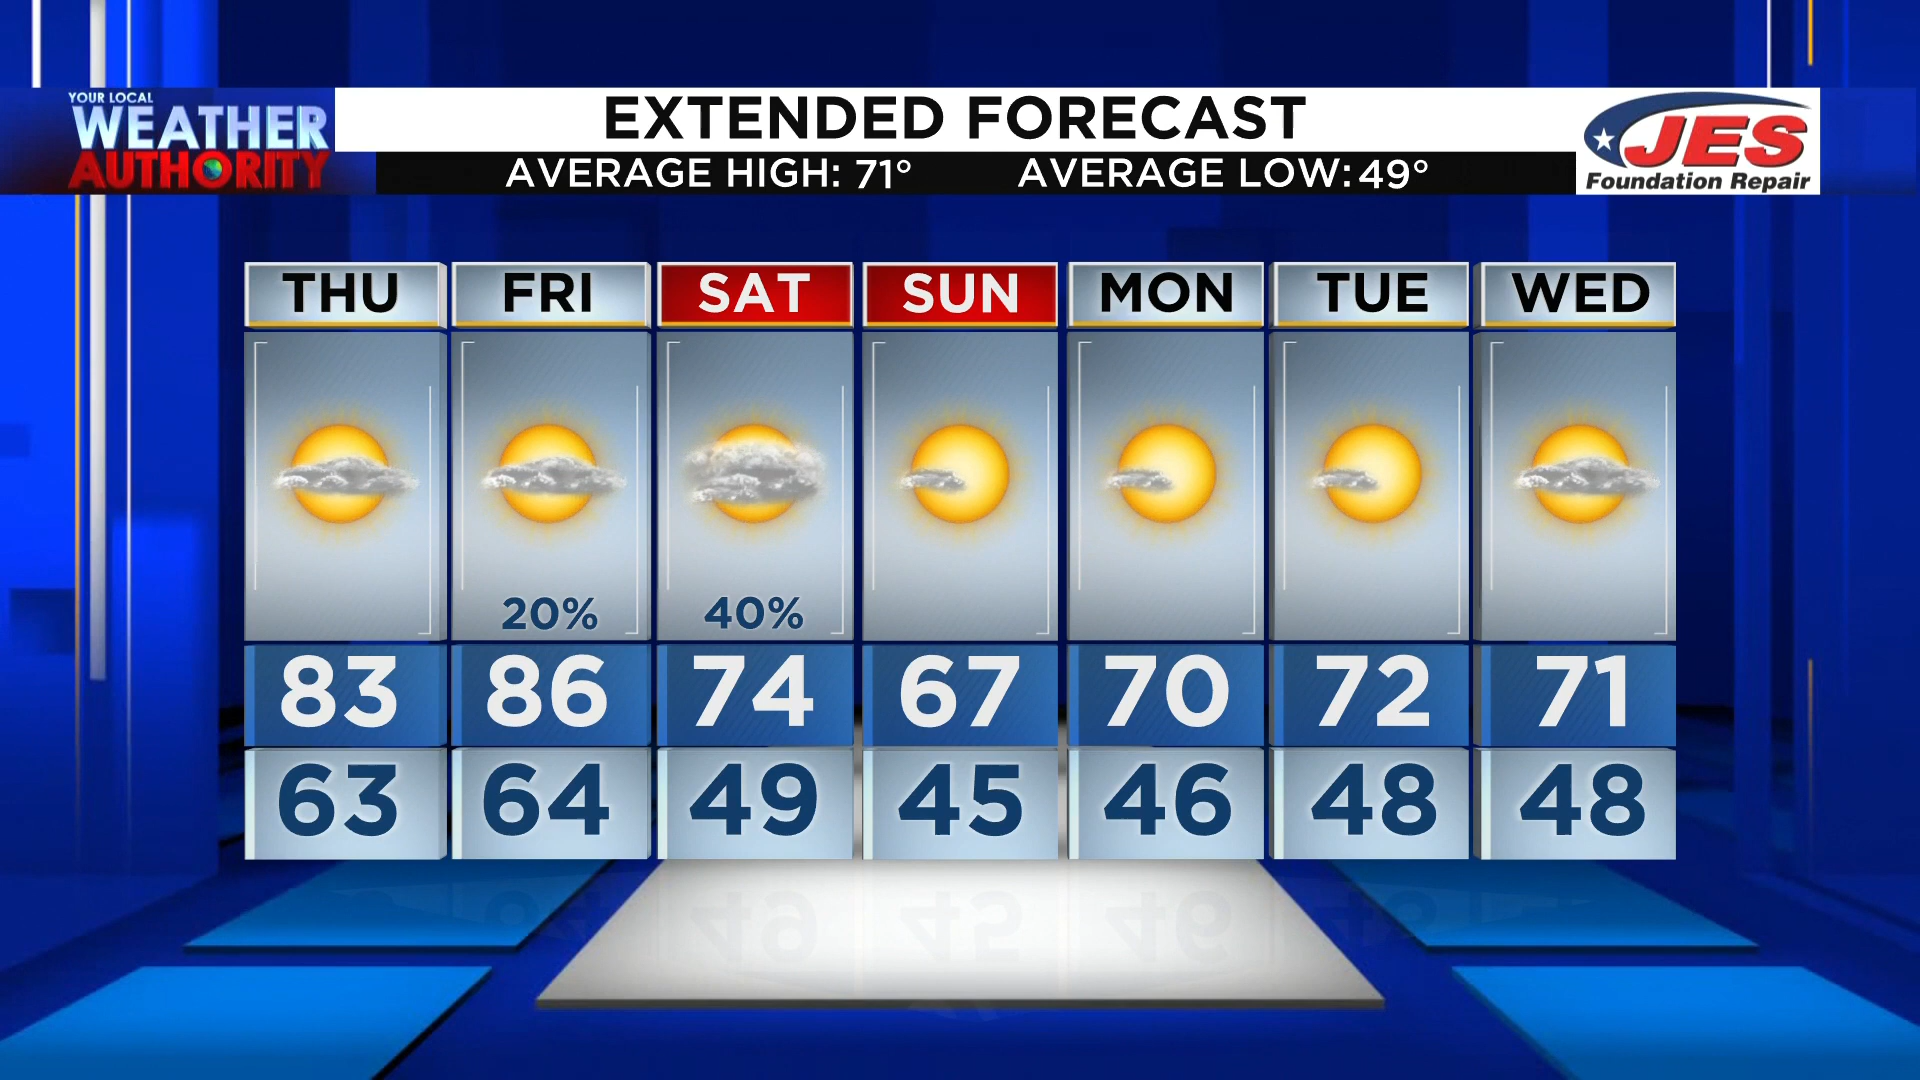 YOUR LOCAL
WEATHER
AUTHORITY
EXTENDED FORECAST
AVERAGE HIGH: 71° AVERAGE LOW: 49°
JES
Foundation Repair
THU FRI SAT SUN MON TUE WED
20% 40%
83 86 74 67 70 72 71
63 64 49 45 46 48 48